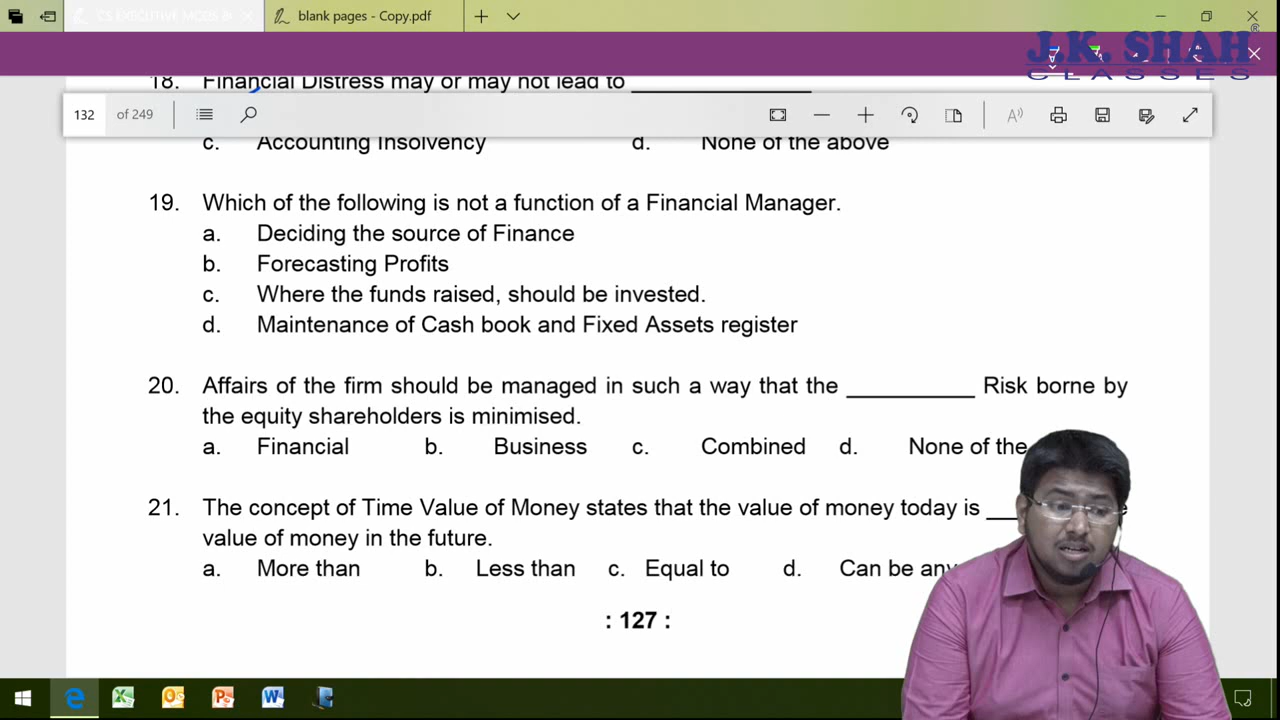 CS EXECUTIVE MCQS B
blank pages - Copy.pdf
J.K. SHAH®
CLASSES
18. Financial Distress may or may not lead to ____________
132 of 249
c. Accounting Insolvency d. None of the above
19. Which of the following is not a function of a Financial Manager.
a. Deciding the source of Finance
b. Forecasting Profits
c. Where the funds raised, should be invested.
d. Maintenance of Cash book and Fixed Assets register
20. Affairs of the firm should be managed in such a way that the __________ Risk borne by
the equity shareholders is minimised.
a. Financial b. Business c. Combined d. None of the
21. The concept of Time Value of Money states that the value of money today is ___
value of money in the future.
a. More than b. Less than c. Equal to d. Can be any
: 127 :